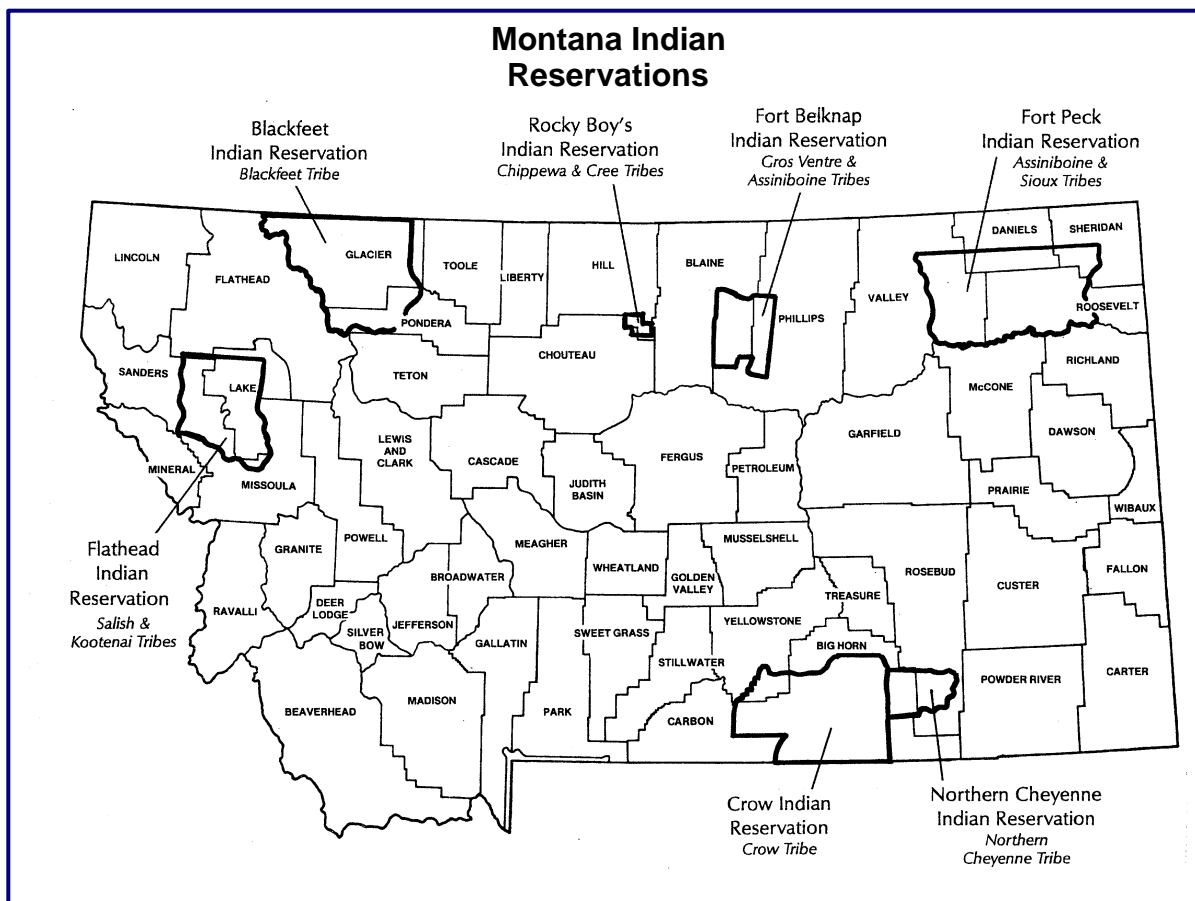 Montana Indian
Reservations
Blackfeet
Indian Reservation
Blackfeet Tribe
Rocky Boy's
Indian Reservation
Chippewa & Cree Tribes
Fort Belknap
Indian Reservation
Gros Ventre &
Assiniboine Tribes
Fort Peck
Indian Reservation
Assiniboine &
Sioux Tribes
LINCOLN
FLATHEAD
GLACIER
TOOLE
LIBERTY
HILL
BLAINE
PHILLIPS
VALLEY
DANIELS
SHERIDAN
ROOSEVELT
PONDERA
CHOUTEAU
TETON
SANDERS
LAKE
RICHLAND
McCONE
DAWSON
GARFIELD
LEWIS
AND
CLARK
CASCADE
JUDITH
BASIN
FERGUS
PETROLEUM
PRAIRIE
WIBAUX
MINERAL
MISSOULA
POWELL
GRANITE
MEAGHER
WHEATLAND
GOLDEN
VALLEY
MUSSELSHELL
ROSEBUD
CUSTER
FALLON
BROADWATER
TREASURE
RAVALLI
DEER
LODGE
SILVER
BOW
JEFFERSON
GALLATIN
SWEET GRASS
YELLOWSTONE
STILLWATER
BIG HORN
POWDER RIVER
CARTER
BEAVERHEAD
MADISON
PARK
CARBON
Flathead
Indian
Reservation
Salish &
Kootenai Tribes
Crow Indian
Reservation
Crow Tribe
Northern Cheyenne
Indian Reservation
Northern
Cheyenne Tribe